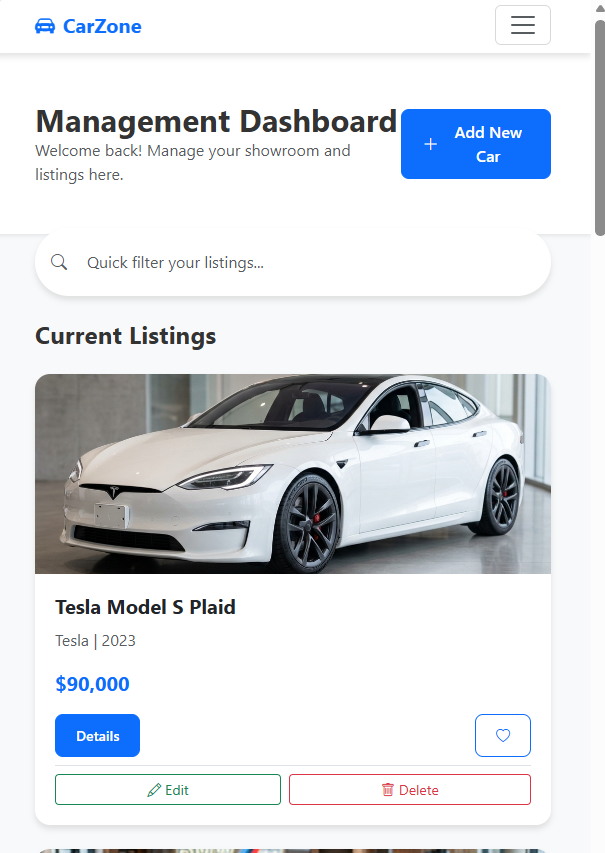 CarZone
Management Dashboard
Welcome back! Manage your showroom and
listings here.
Add New
Car
Quick filter your listings...
Current Listings
Tesla Model S Plaid
Tesla | 2023
$90,000
Details
Edit
Delete